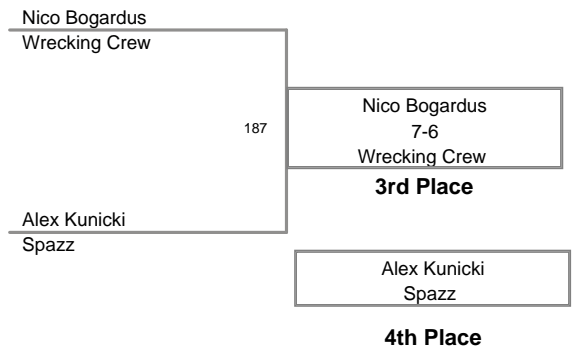 Nico Bogardus
Wrecking Crew
187
Nico Bogardus
7-6
Wrecking Crew
3rd Place
Alex Kunicki
Spazz
Alex Kunicki
Spazz
4th Place